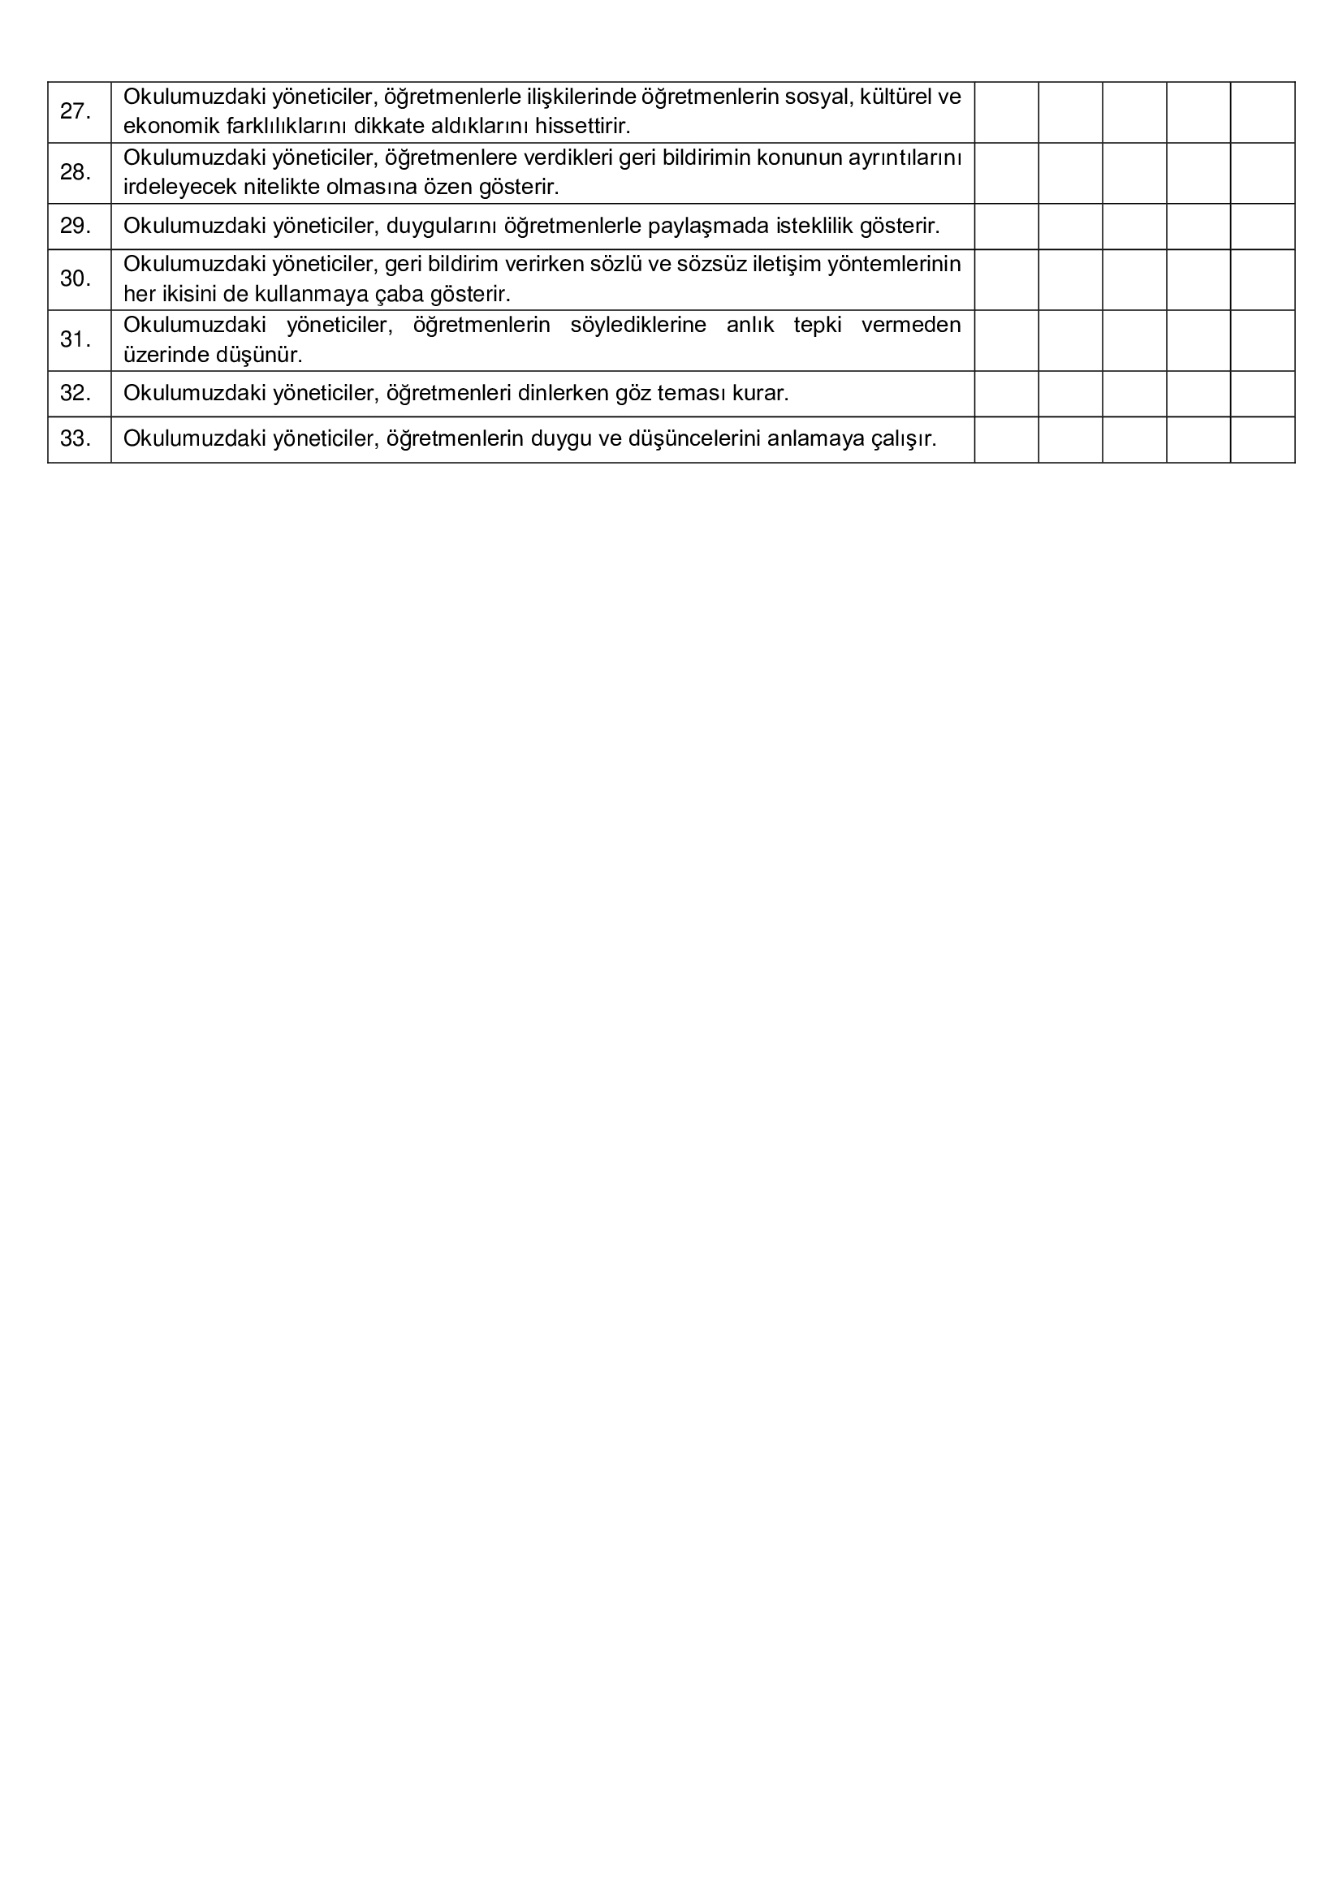 27. Okulumuzdaki yöneticiler, öğretmenlerle ilişkilerinde öğretmenlerin sosyal, kültürel ve
ekonomik farklılıklarını dikkate aldıklarını hissettirir.
28. Okulumuzdaki yöneticiler, öğretmenlere verdikleri geri bildirimin konunun ayrıntılarını
irdeleyecek nitelikte olmasına özen gösterir.
29. Okulumuzdaki yöneticiler, duygularını öğretmenlerle paylaşmada isteklilik gösterir.
30. Okulumuzdaki yöneticiler, geri bildirim verirken sözlü ve sözsüz iletişim yöntemlerinin
her ikisini de kullanmaya çaba gösterir.
31. Okulumuzdaki yöneticiler, öğretmenlerin söylediklerine anlık tepki vermeden
üzerinde düşünür.
32. Okulumuzdaki yöneticiler, öğretmenleri dinlerken göz teması kurar.
33. Okulumuzdaki yöneticiler, öğretmenlerin duygu ve düşüncelerini anlamaya çalışır.